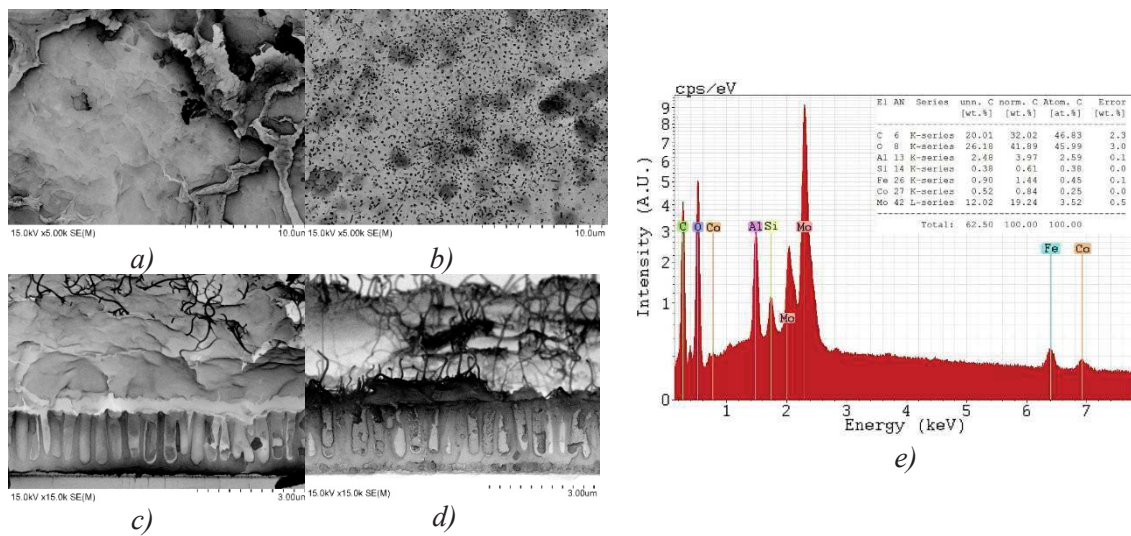 15.0kV x5.00k SE(M)
10.0um
a)
15.0kV x5.00k SE(M)
10.0um
b)
15.0kV x15.0k SE(M)
3.00um
c)
15.0kV x15.0k SE(M)
3.00um
d)
cps/eV
El AN Series unn. C norm. C Atom. C Error
[wt.%] [wt.%] [at.%] [wt.%]
C 6 K-series 20.01 32.02 46.83 2.3
O 8 K-series 26.18 41.89 45.99 3.0
Al 13 K-series 2.48 3.97 2.59 0.1
Si 14 K-series 0.38 0.61 0.38 0.0
Fe 26 K-series 0.90 1.44 0.45 0.1
Co 27 K-series 0.52 0.84 0.25 0.0
Mo 42 L-series 12.02 19.24 3.52 0.5
Total: 62.50 100.00 100.00
Intensity (A.U.)
9
8
7
6
5
4
3
2
1
0
C O Co Al Si Mo Fe Co
Mo
1 2 3 4 5 6 7
Energy (keV)
e)